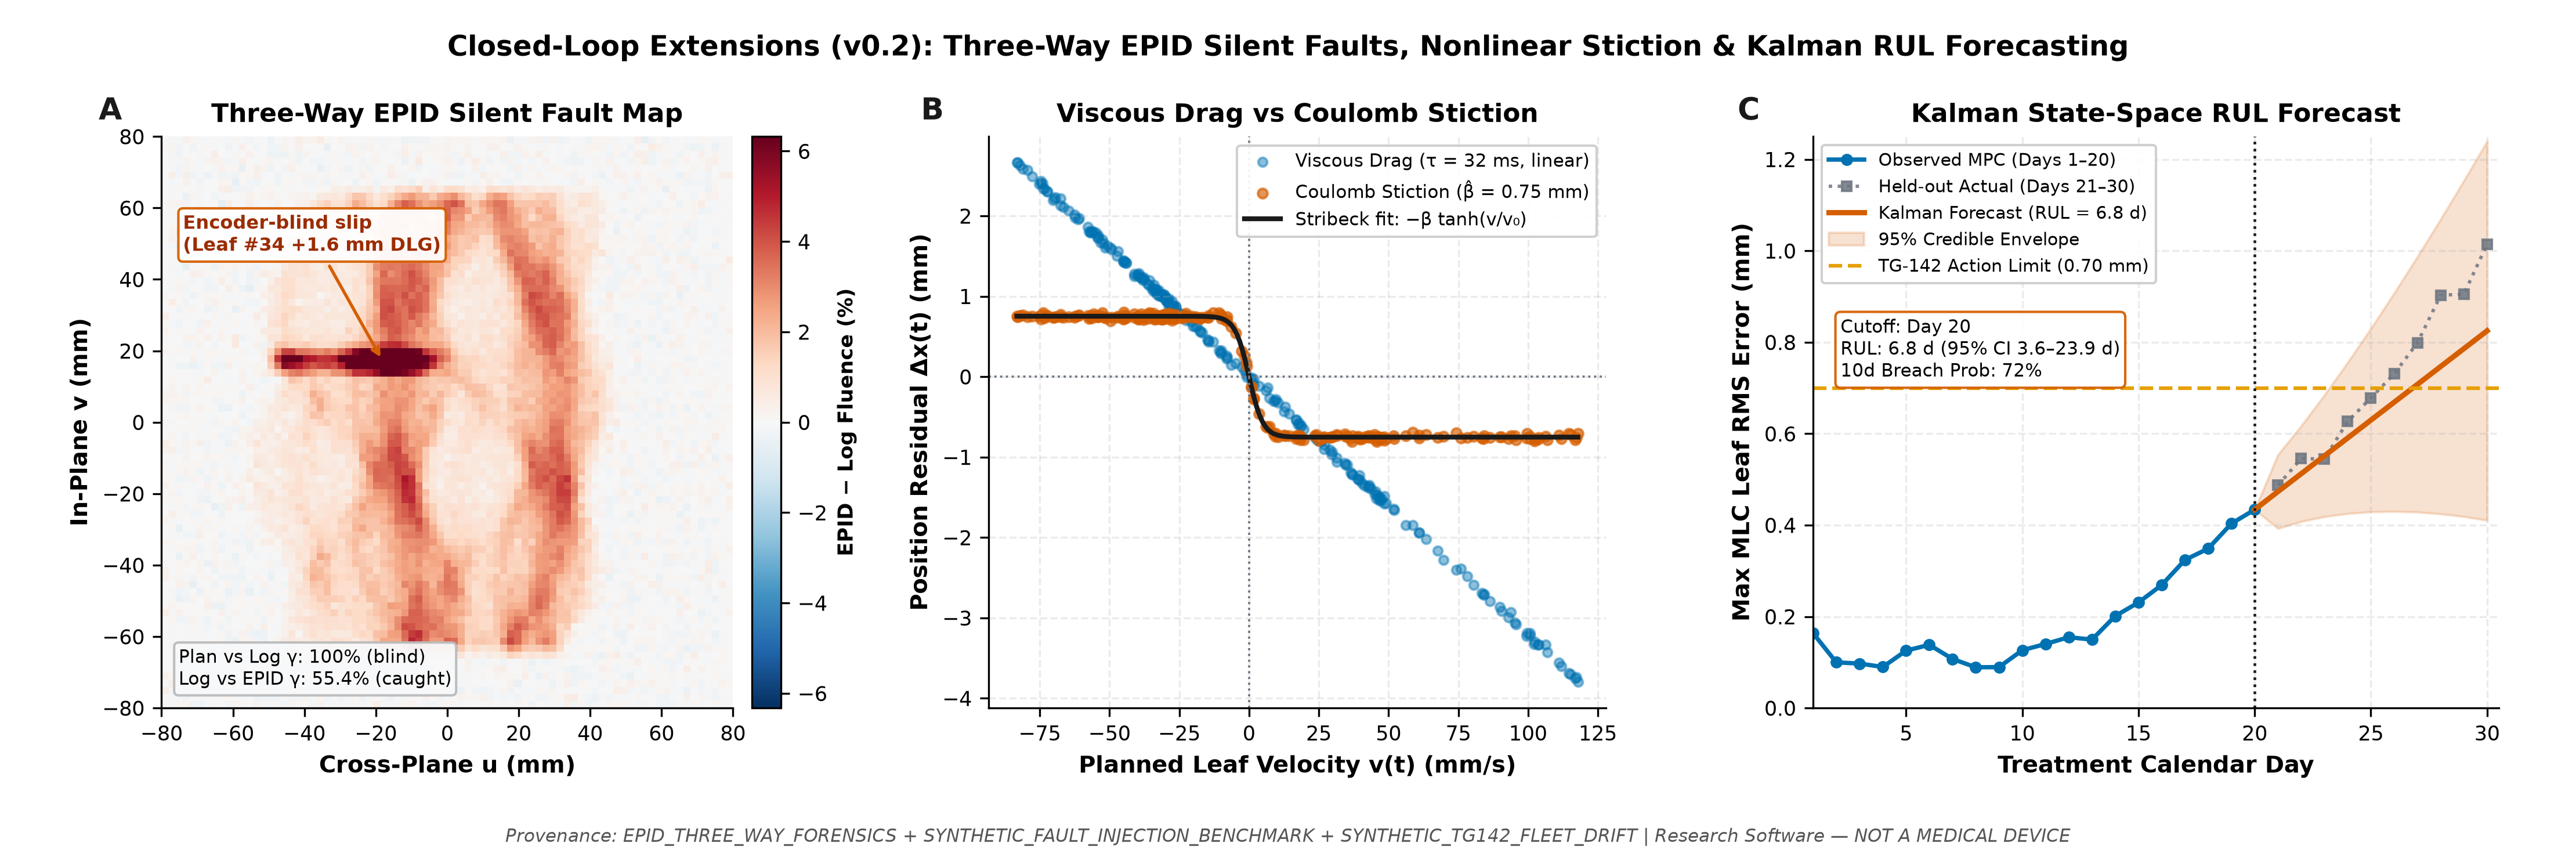 Closed-Loop Extensions (v0.2): Three-Way EPID Silent Faults, Nonlinear Stiction & Kalman RUL Forecasting
A
Three-Way EPID Silent Fault Map
80
60
40
20
0
−20
−40
−60
−80
In-Plane v (mm)
Encoder-blind slip
(Leaf #34 +1.6 mm DLG)
Plan vs Log γ: 100% (blind)
Log vs EPID γ: 55.4% (caught)
−80 −60 −40 −20 0 20 40 60 80
Cross-Plane u (mm)
6
4
2
0
−2
−4
−6
EPID − Log Fluence (%)
B
Viscous Drag vs Coulomb Stiction
Viscous Drag (τ = 32 ms, linear)
Coulomb Stiction (β̂ = 0.75 mm)
Stribeck fit: −β tanh(v/v₀)
2
1
0
−1
−2
−3
−4
Position Residual Δx(t) (mm)
−75 −50 −25 0 25 50 75 100 125
Planned Leaf Velocity v(t) (mm/s)
C
Kalman State-Space RUL Forecast
Observed MPC (Days 1–20)
Held-out Actual (Days 21–30)
Kalman Forecast (RUL = 6.8 d)
95% Credible Envelope
TG-142 Action Limit (0.70 mm)
Cutoff: Day 20
RUL: 6.8 d (95% CI 3.6–23.9 d)
10d Breach Prob: 72%
1.2
1.0
0.8
0.6
0.4
0.2
0.0
Max MLC Leaf RMS Error (mm)
5 10 15 20 25 30
Treatment Calendar Day
Provenance: EPID_THREE_WAY_FORENSICS + SYNTHETIC_FAULT_INJECTION_BENCHMARK + SYNTHETIC_TG142_FLEET_DRIFT | Research Software — NOT A MEDICAL DEVICE